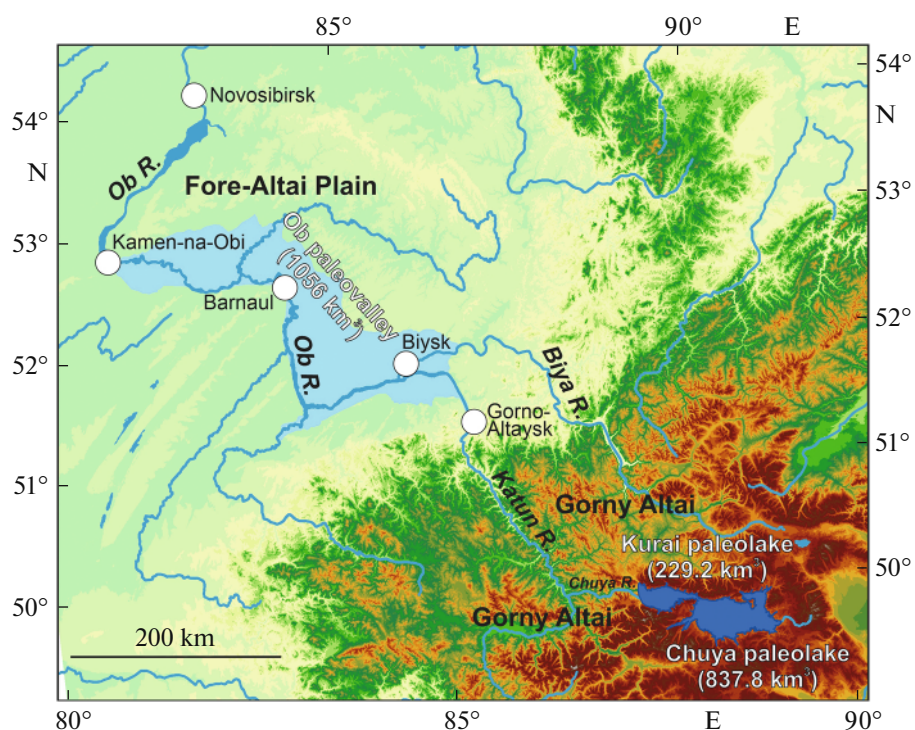 85°
90°
E
54°
N
53°
52°
51°
50°
54°
N
53°
52°
51°
50°
Novosibirsk
Ob R.
Fore-Altai Plain
Kamen-na-Obi
Ob paleovalley
(1056 km³)
Barnaul
Biysk
Ob R.
Biya R.
Gorno-
Altaysk
Katun R.
Gorny Altai
Kurai paleolake
(229.2 km³)
Chuya R.
Gorny Altai
Chuya paleolake
(837.8 km³)
200 km
80°
85°
E
90°